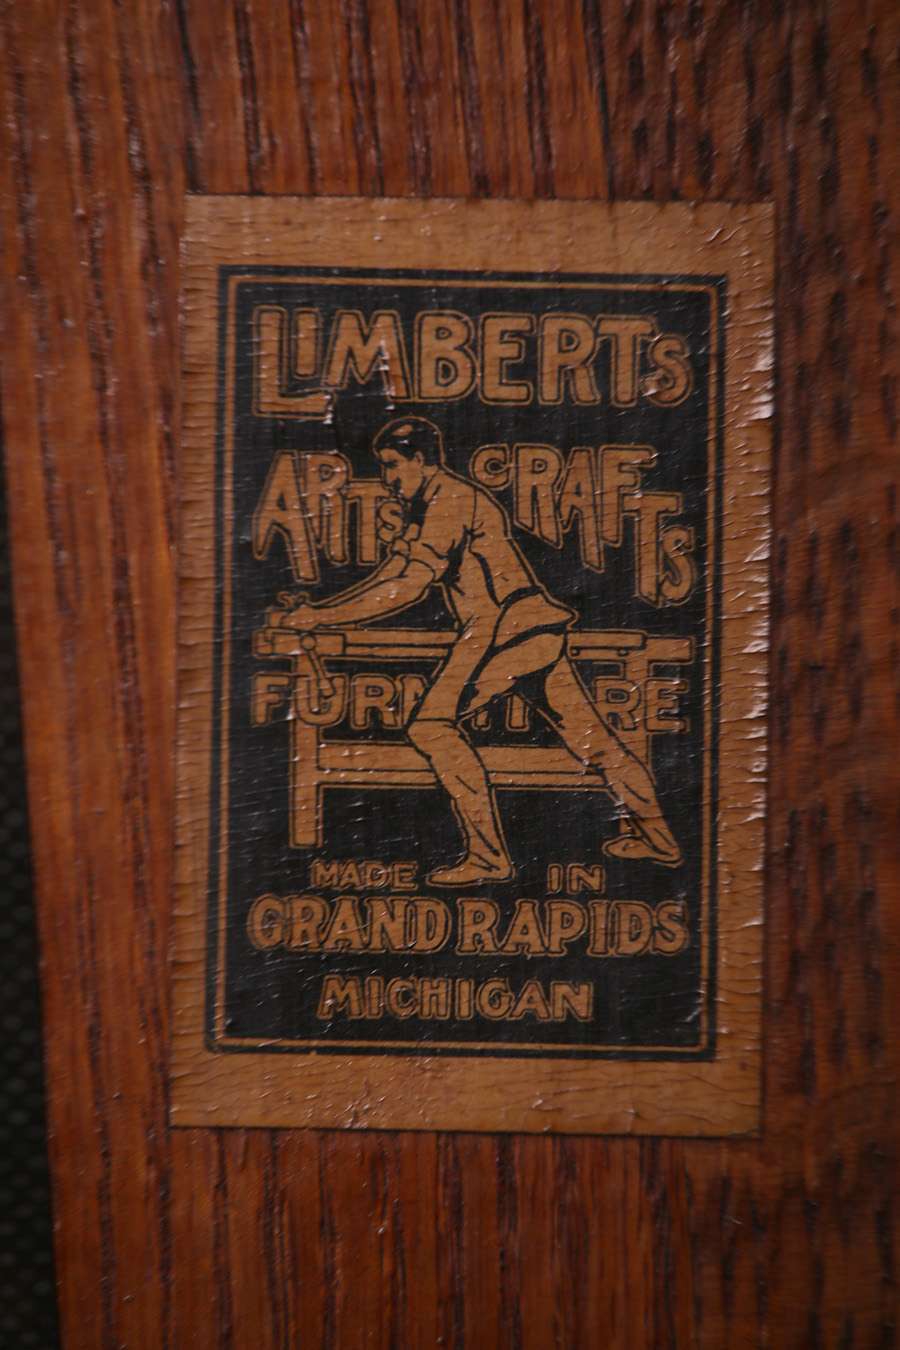 LIMBERTS
ARTS CRAFTS
FURNITURE
MADE IN
GRAND RAPIDS
MICHIGAN